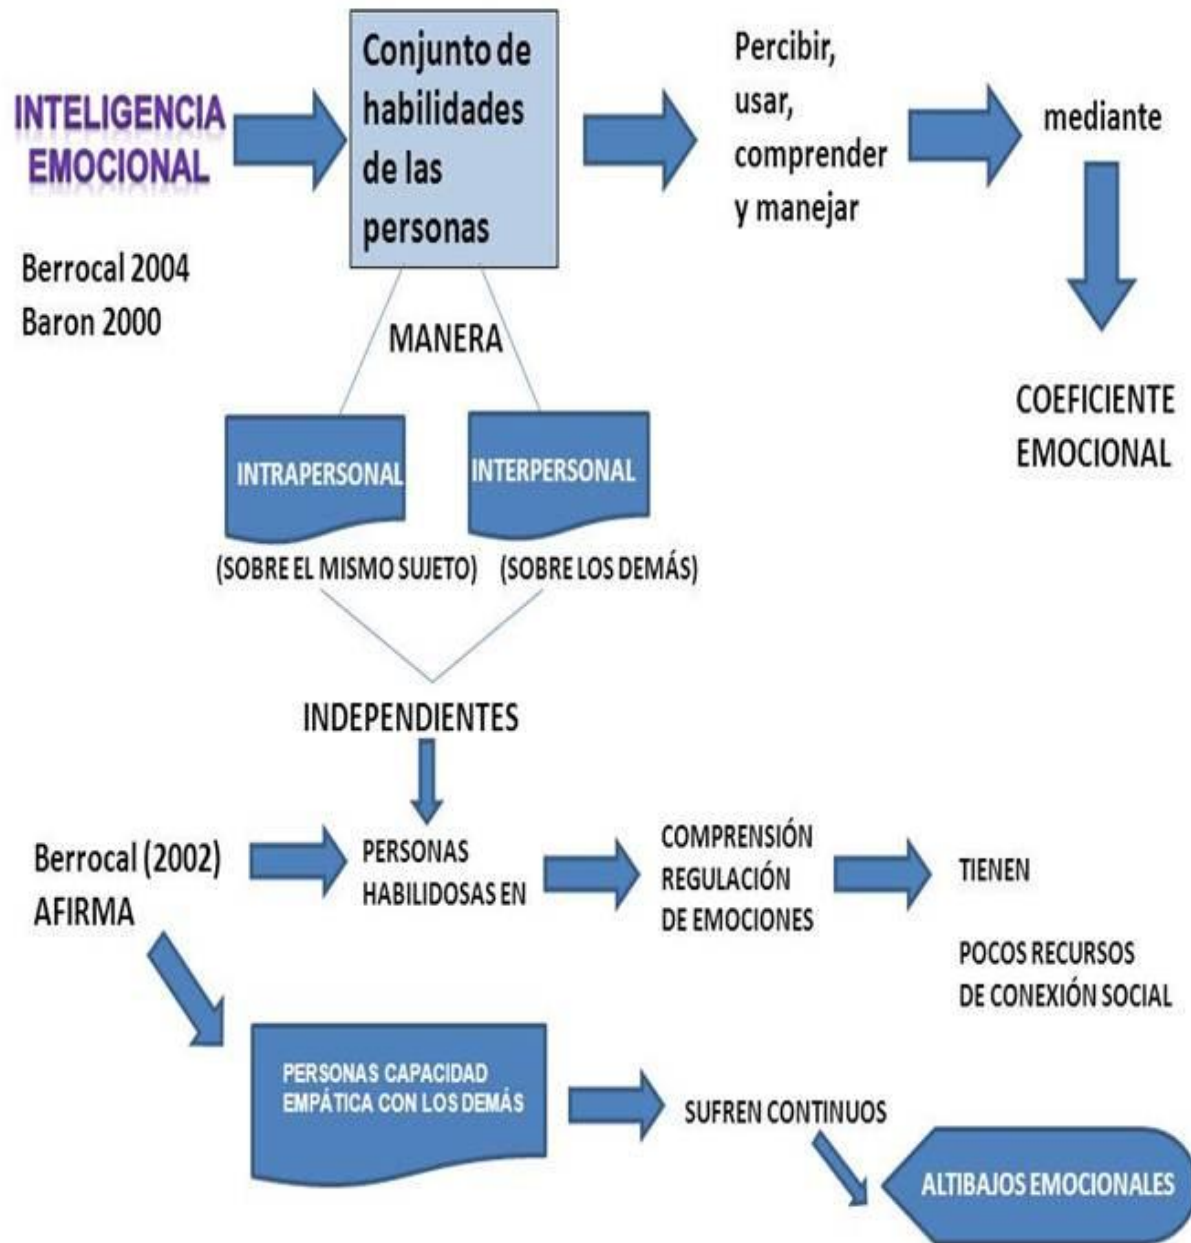 INTELIGENCIA
EMOCIONAL
Berrocal 2004
Baron 2000
Conjunto de
habilidades
de las
personas
Percibir,
usar,
comprender
y manejar
mediante
COEFICIENTE
EMOCIONAL
MANERA
INTRAPERSONAL
INTERPERSONAL
(SOBRE EL MISMO SUJETO)
(SOBRE LOS DEMÁS)
INDEPENDIENTES
Berrocal (2002)
AFIRMA
PERSONAS
HABILIDOSAS EN
COMPRENSIÓN
REGULACIÓN
DE EMOCIONES
TIENEN
POCOS RECURSOS
DE CONEXIÓN SOCIAL
PERSONAS CAPACIDAD
EMPÁTICA CON LOS DEMÁS
SUFREN CONTINUOS
ALTIBAJOS EMOCIONALES